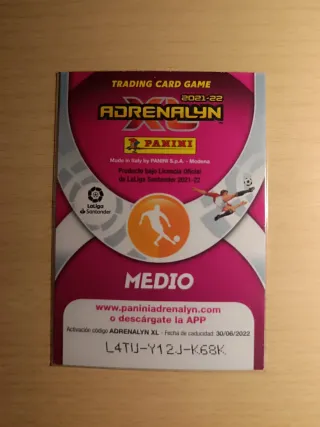 TRADING CARD GAME
2021-22
ADRENALYN
XL
PANINI
Made in Italy by PANINI S.p.A. - Modena
Producto bajo Licencia Oficial
de LaLiga Santander 2021-22
LaLiga
Santander
MEDIO
www.paniniadrenalyn.com
o descárgate la APP
Activación código ADRENALYN XL - Fecha de caducidad: 30/06/2022
L4TU-Y12J-K68K